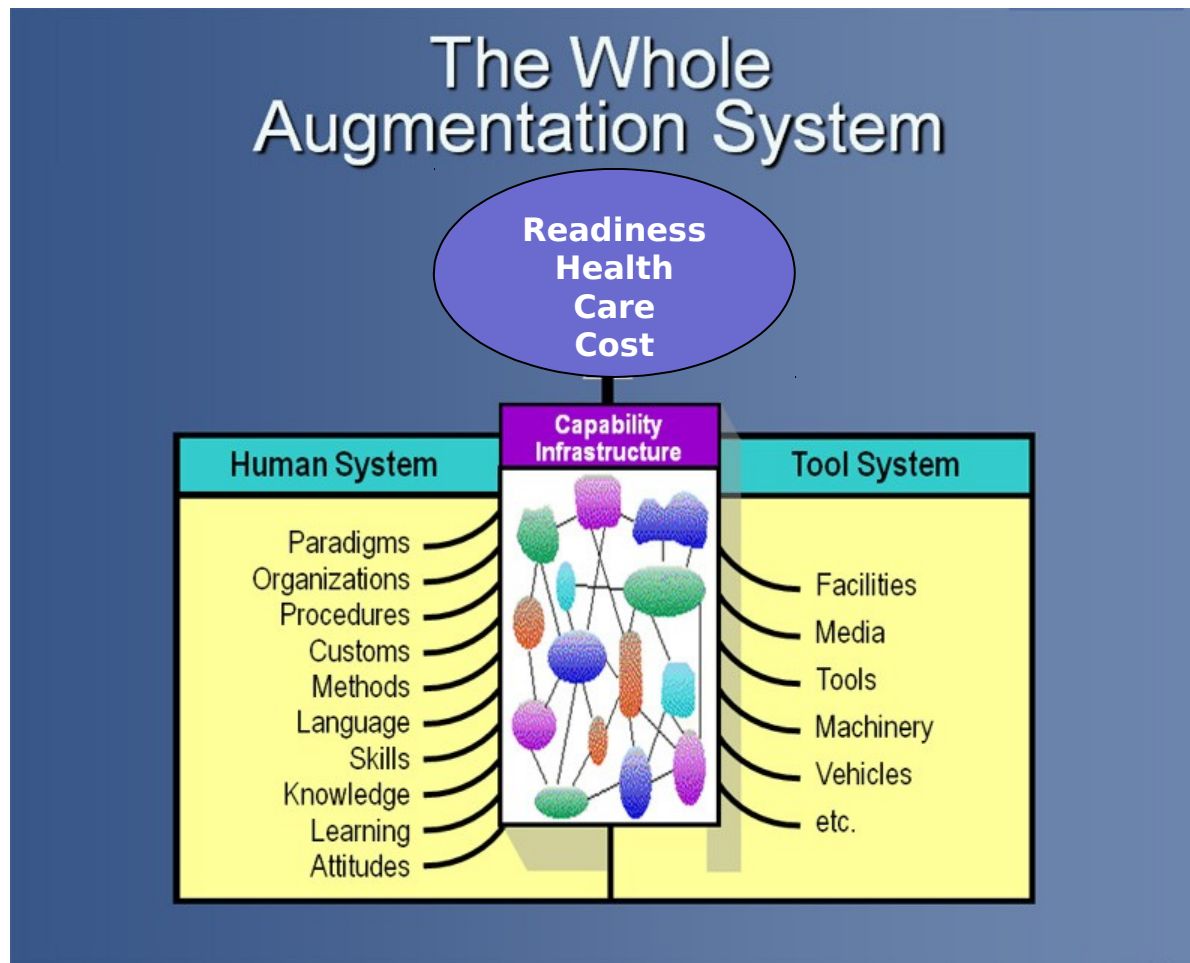 The Whole
Augmentation System
Readiness
Health
Care
Cost
Capability
Infrastructure
Human System
Tool System
Paradigms
Organizations
Procedures
Customs
Methods
Language
Skills
Knowledge
Learning
Attitudes
Facilities
Media
Tools
Machinery
Vehicles
etc.